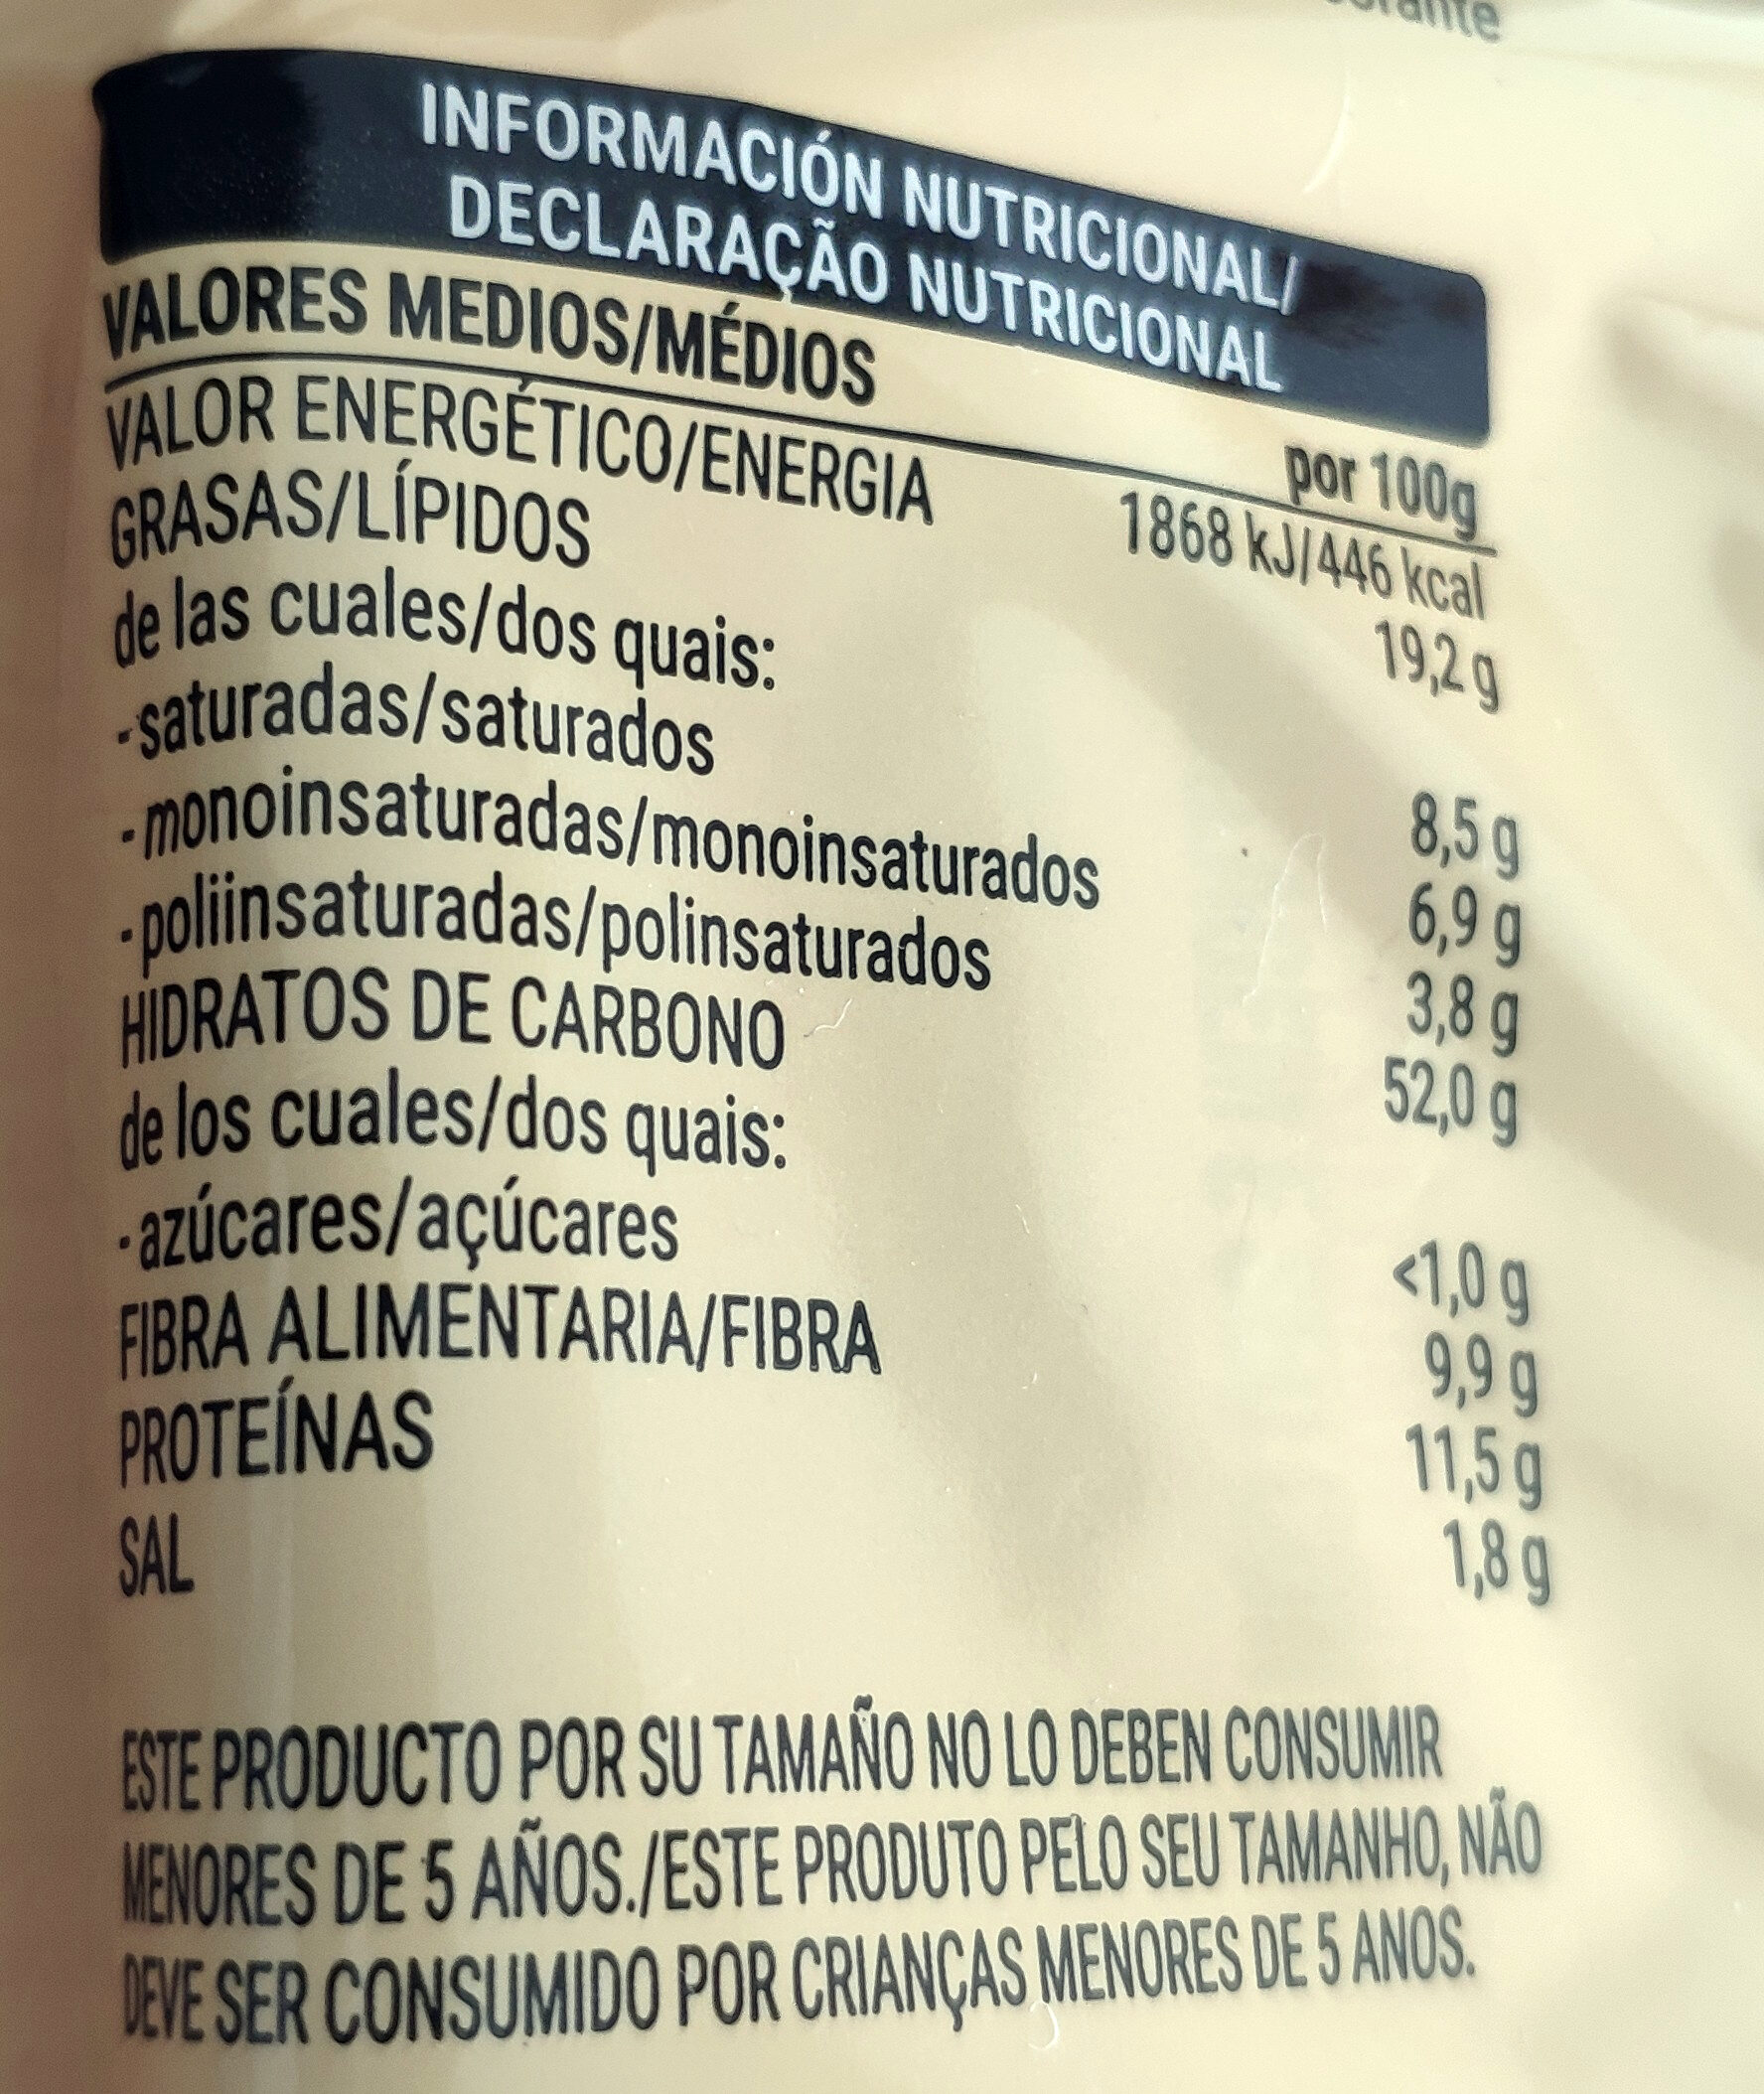 INFORMACIÓN NUTRICIONAL/
DECLARAÇÃO NUTRICIONAL
VALORES MEDIOS/MÉDIOS por 100g
VALOR ENERGÉTICO/ENERGIA 1868 kJ/446 kcal
GRASAS/LÍPIDOS 19,2 g
de las cuales/dos quais:
-saturadas/saturados 8,5 g
-monoinsaturadas/monoinsaturados 6,9 g
-poliinsaturadas/polinsaturados 3,8 g
HIDRATOS DE CARBONO 52,0 g
de los cuales/dos quais:
-azúcares/açúcares <1,0 g
FIBRA ALIMENTARIA/FIBRA 9,9 g
PROTEÍNAS 11,5 g
SAL 1,8 g
ESTE PRODUCTO POR SU TAMAÑO NO LO DEBEN CONSUMIR
MENORES DE 5 AÑOS./ESTE PRODUTO PELO SEU TAMANHO, NÃO
DEVE SER CONSUMIDO POR CRIANÇAS MENORES DE 5 ANOS.